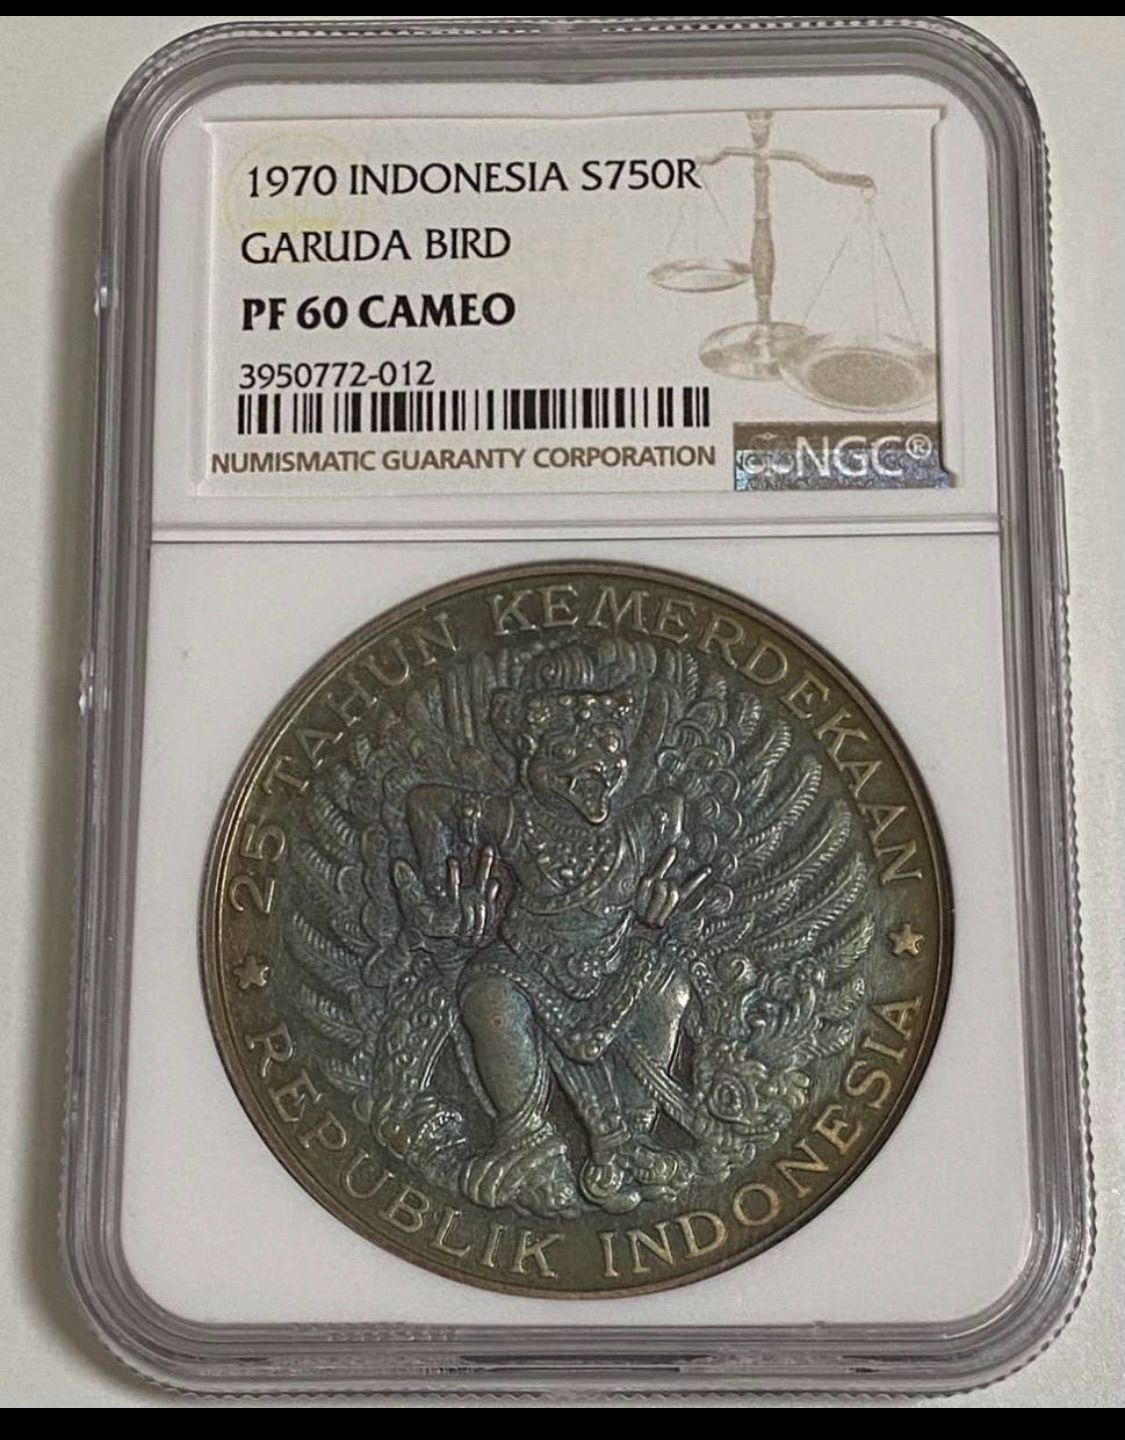 1970 INDONESIA S750R
GARUDA BIRD
PF 60 CAMEO
3950772-012
NUMISMATIC GUARANTY CORPORATION
NGC®
25 TAHUN KEMERDEKAAN
REPUBLIK INDONESIA